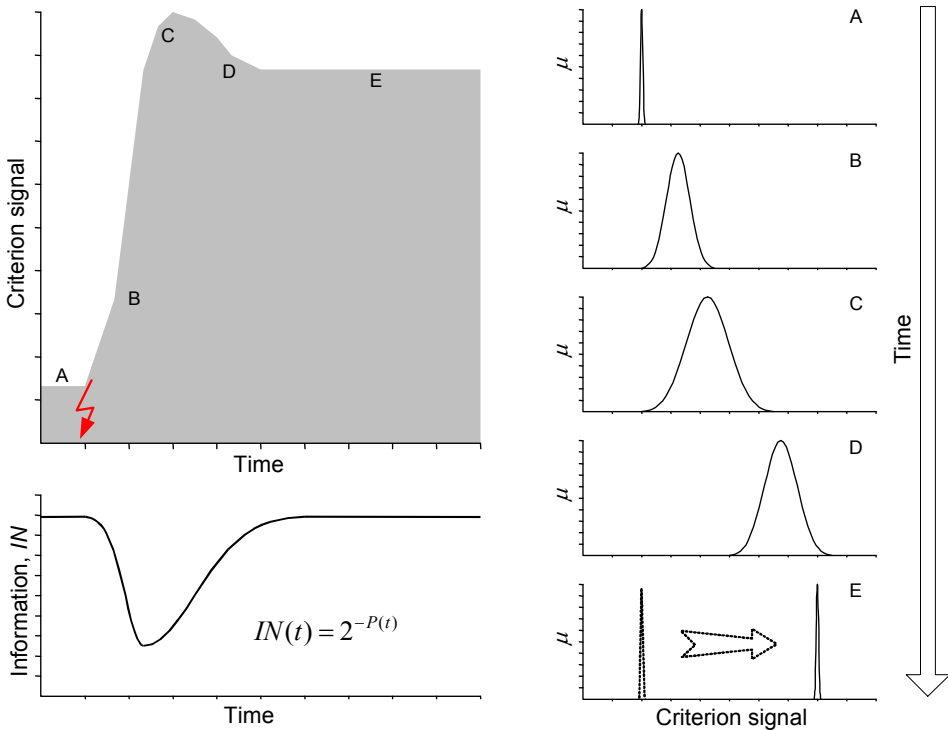 Criterion signal
A
B
C
D
E
Time
Information, IN
IN(t) = 2^{-P(t)}
Time
μ
A
μ
B
μ
C
μ
D
μ
E
Criterion signal
Time